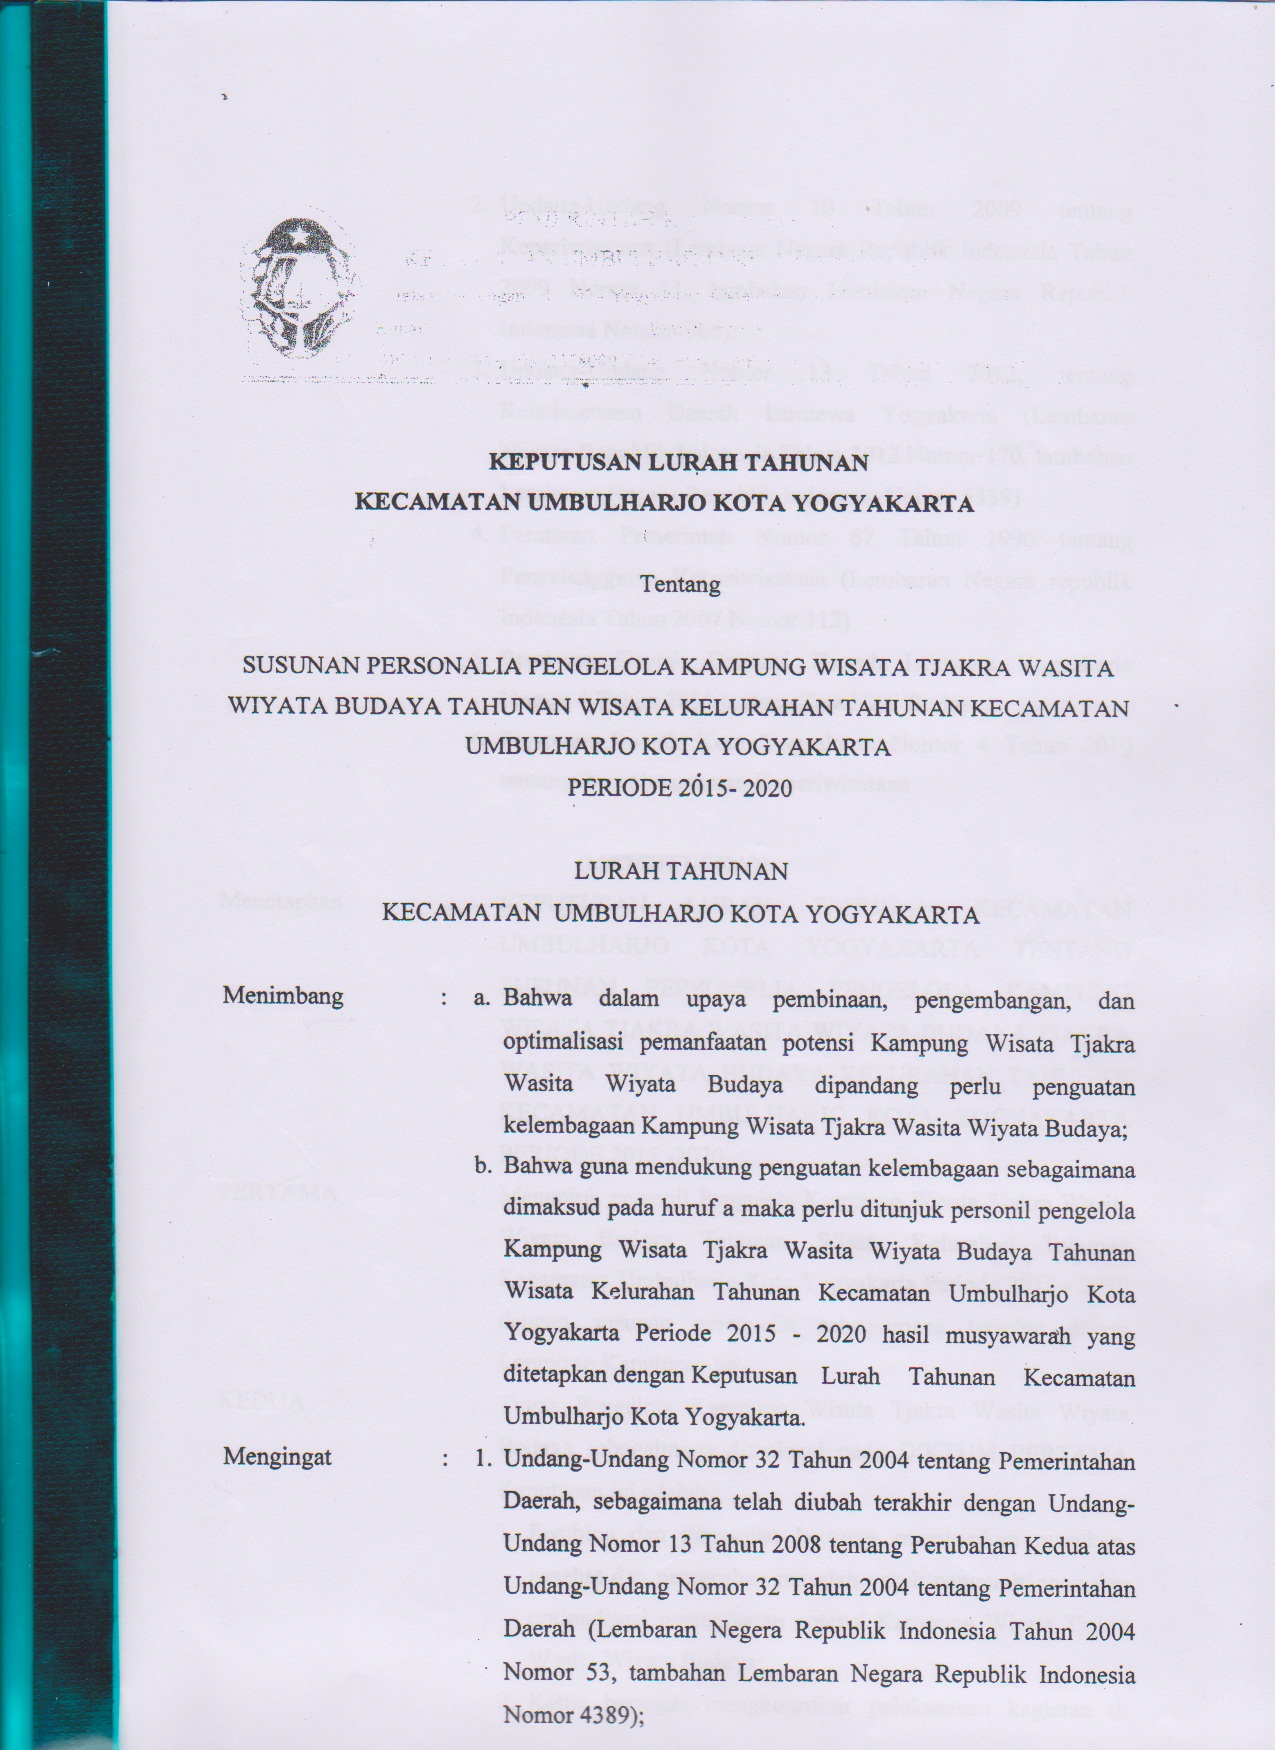 KEPUTUSAN LURAH TAHUNAN
KECAMATAN UMBULHARJO KOTA YOGYAKARTA
Tentang
SUSUNAN PERSONALIA PENGELOLA KAMPUNG WISATA TJAKRA WASITA
WIYATA BUDAYA TAHUNAN WISATA KELURAHAN TAHUNAN KECAMATAN
UMBULHARJO KOTA YOGYAKARTA
PERIODE 2015- 2020
LURAH TAHUNAN
KECAMATAN UMBULHARJO KOTA YOGYAKARTA
Menimbang : a. Bahwa dalam upaya pembinaan, pengembangan, dan
optimalisasi pemanfaatan potensi Kampung Wisata Tjakra
Wasita Wiyata Budaya dipandang perlu penguatan
kelembagaan Kampung Wisata Tjakra Wasita Wiyata Budaya;
b. Bahwa guna mendukung penguatan kelembagaan sebagaimana
dimaksud pada huruf a maka perlu ditunjuk personil pengelola
Kampung Wisata Tjakra Wasita Wiyata Budaya Tahunan
Wisata Kelurahan Tahunan Kecamatan Umbulharjo Kota
Yogyakarta Periode 2015 - 2020 hasil musyawarah yang
ditetapkan dengan Keputusan Lurah Tahunan Kecamatan
Umbulharjo Kota Yogyakarta.
Mengingat : 1. Undang-Undang Nomor 32 Tahun 2004 tentang Pemerintahan
Daerah, sebagaimana telah diubah terakhir dengan Undang-
Undang Nomor 13 Tahun 2008 tentang Perubahan Kedua atas
Undang-Undang Nomor 32 Tahun 2004 tentang Pemerintahan
Daerah (Lembaran Negera Republik Indonesia Tahun 2004
Nomor 53, tambahan Lembaran Negara Republik Indonesia
Nomor 4389);